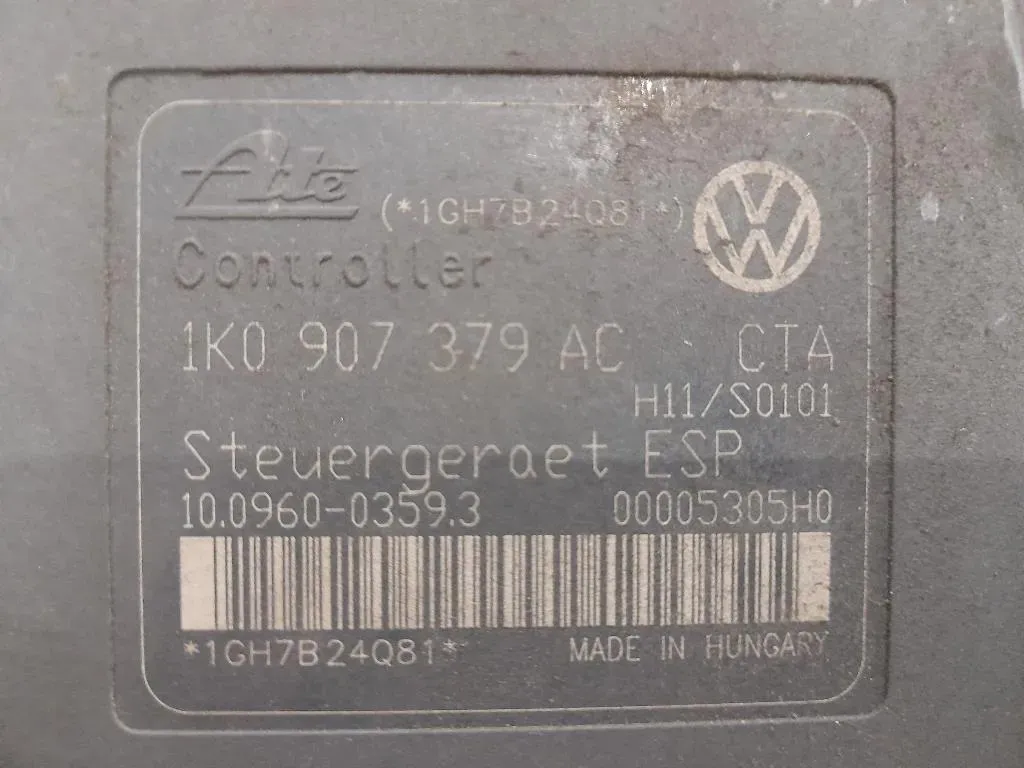 Ate
(*1GH7B24Q81*)
Controller
1K0 907 379 AC CTA
H11/S0101
Steuergeraet ESP
10.0960-0359.3 00005305H0
*1GH7B24Q81* MADE IN HUNGARY